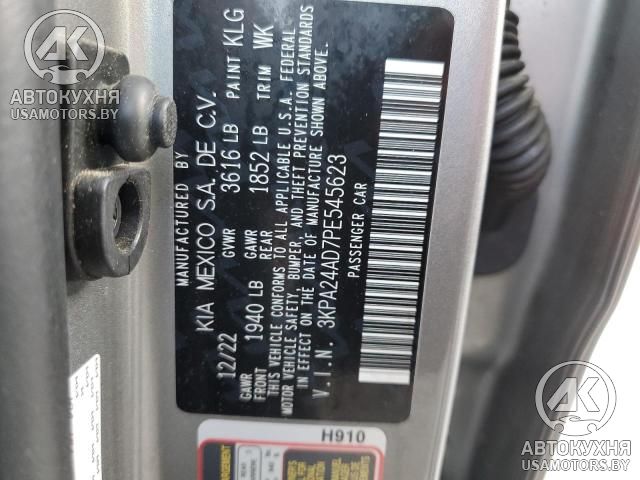 MANUFACTURED BY
KIA MEXICO S.A. DE C.V.
12/22 GVWR 3616 LB PAINT KLG
GAWR FRONT 1940 LB GAWR REAR 1852 LB TRIM WK
THIS VEHICLE CONFORMS TO ALL APPLICABLE U.S.A. FEDERAL
MOTOR VEHICLE SAFETY, BUMPER, AND THEFT PREVENTION STANDARDS
IN EFFECT ON THE DATE OF MANUFACTURE SHOWN ABOVE.
V.I.N. 3KPA24AD7PE545623
PASSENGER CAR
H910
AK
АВТОКУХНЯ
USAMOTORS.BY
AK
АВТОКУХНЯ
USAMOTORS.BY